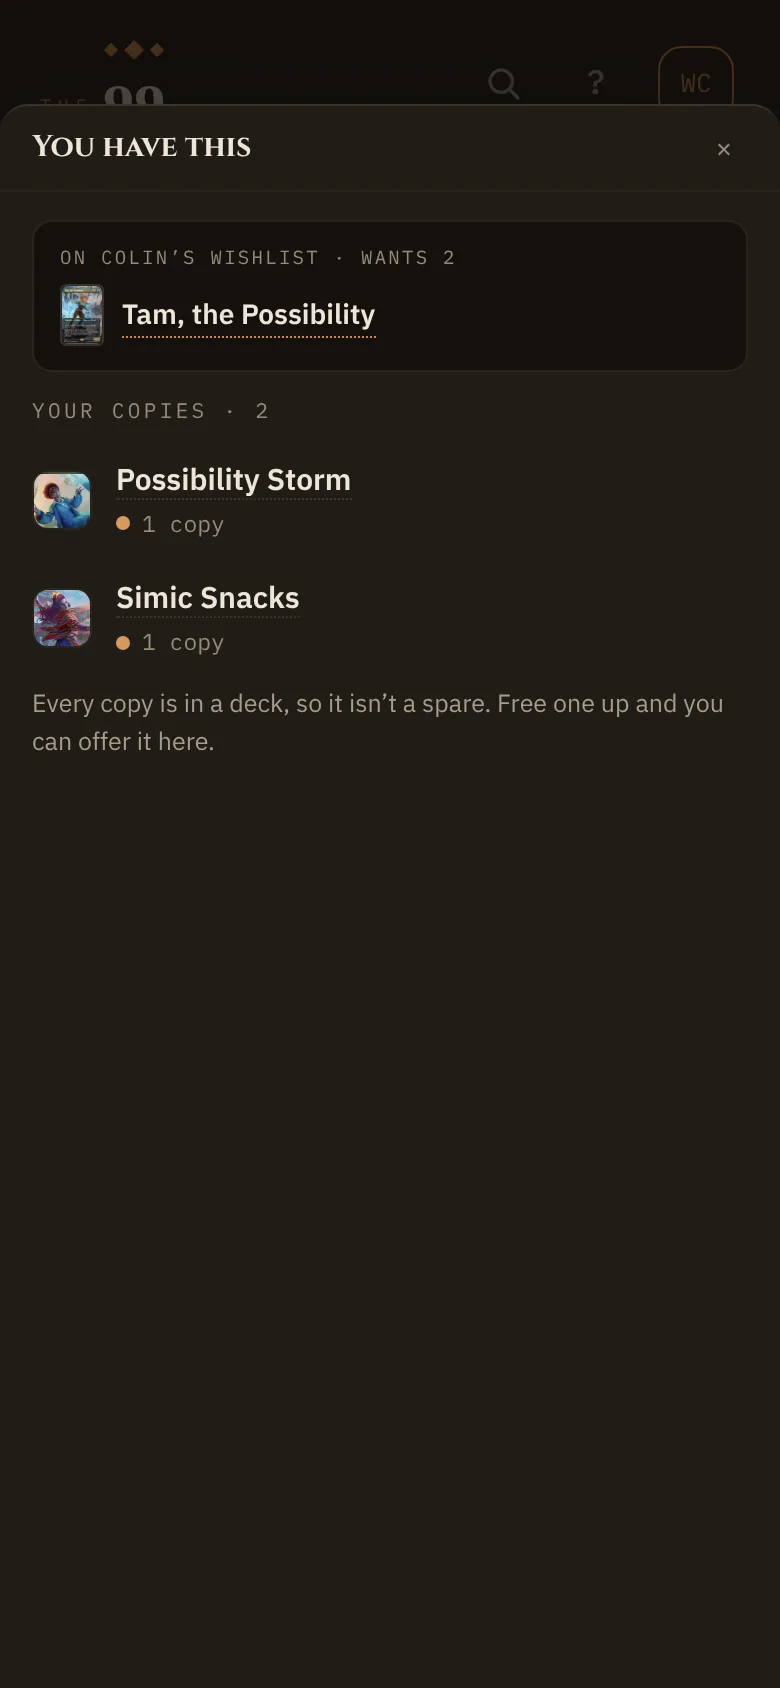 THE 99
?
WC
You have this
×
ON COLIN’S WISHLIST · WANTS 2
Tam, the Possibility
YOUR COPIES · 2
Possibility Storm
1 copy
Simic Snacks
1 copy
Every copy is in a deck, so it isn’t a spare. Free one up and you
can offer it here.